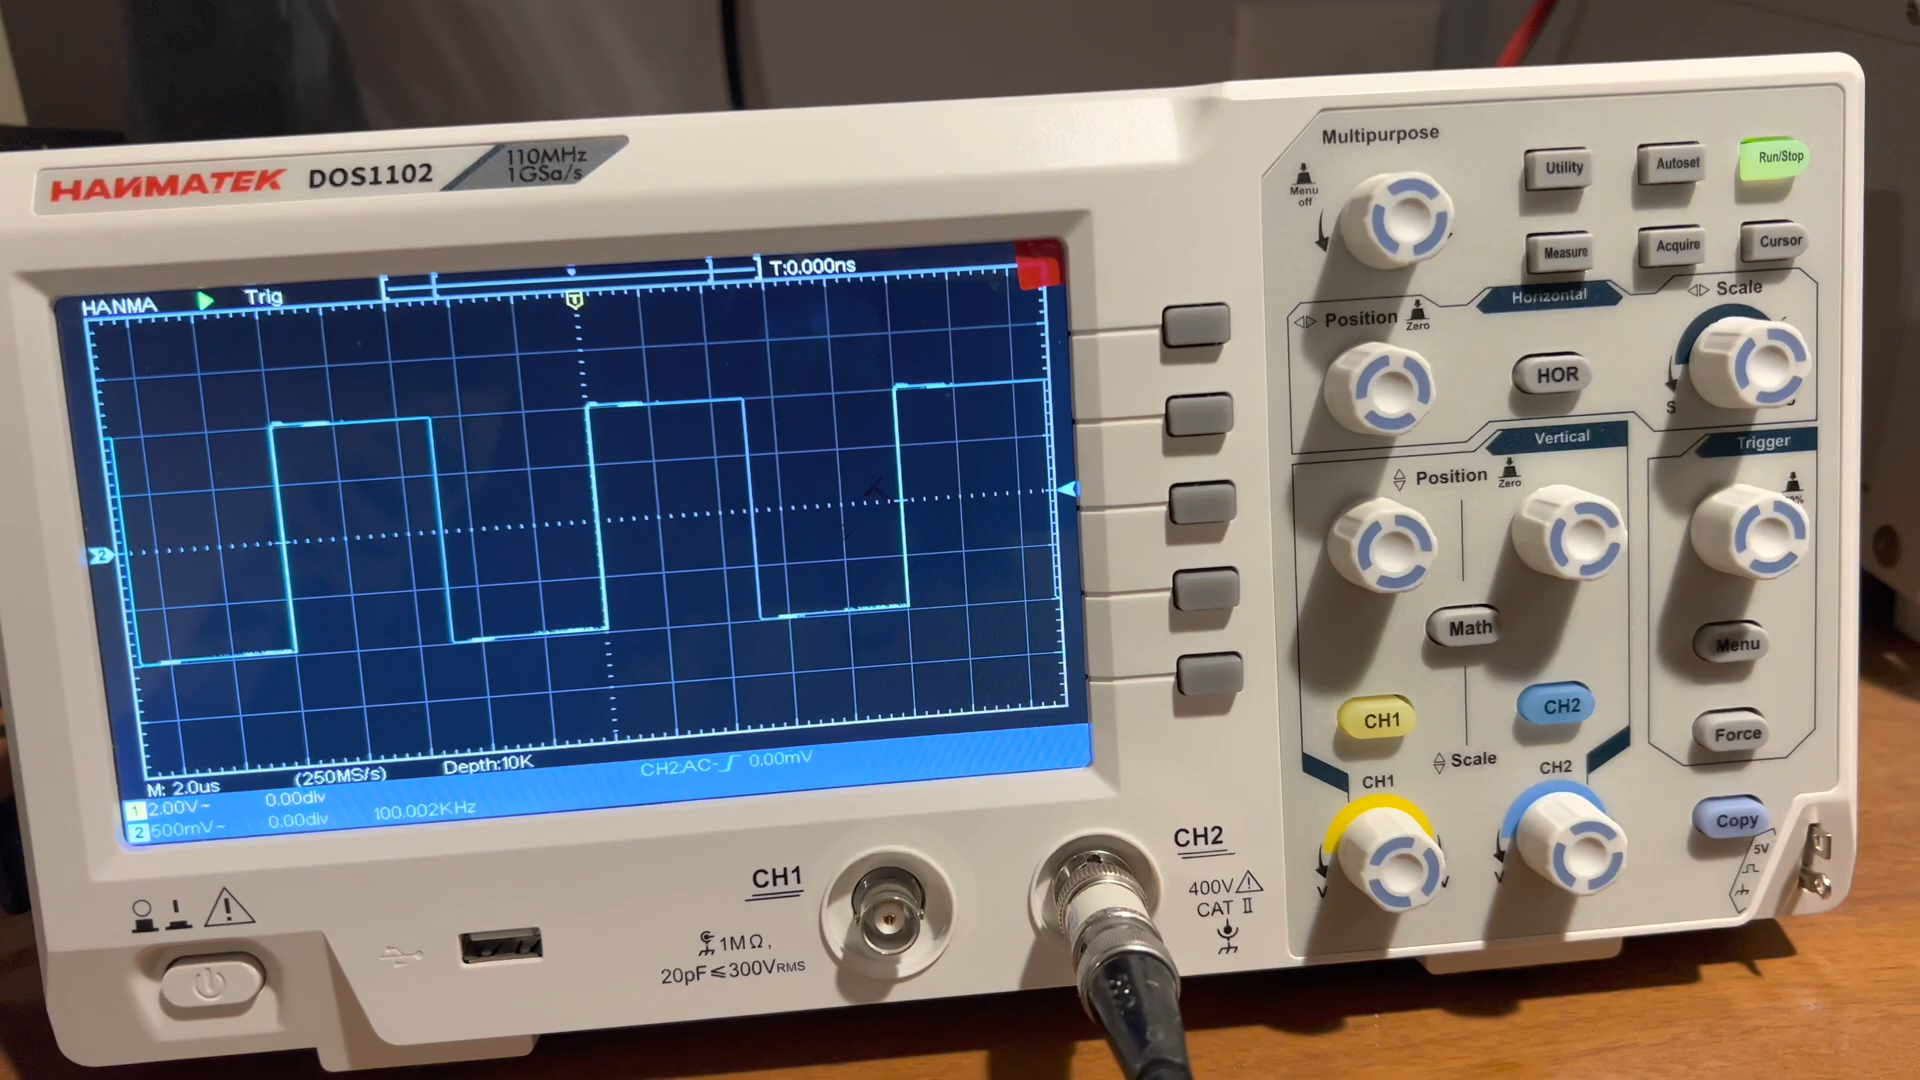 HANMATEK DOS1102 110MHz
1GSa/s
HANMA Trig T:0.000ns
T
2
M: 2.0us (250MS/s) Depth:10K CH2:AC- 0.00mV
1 2.00V~ 0.00div
2 500mV~ 0.00div 100.002KHz
Multipurpose
Menu
off
Utility Autoset Run/Stop
Measure Acquire Cursor
Horizontal
Position Zero Scale
HOR
S
Vertical Trigger
Position Zero
Math Menu
CH1 CH2 Force
Scale
CH1 CH2
V V V
Copy
5V
CH1
1MΩ,
20pF≤300VRMS
CH2
400V
CAT II